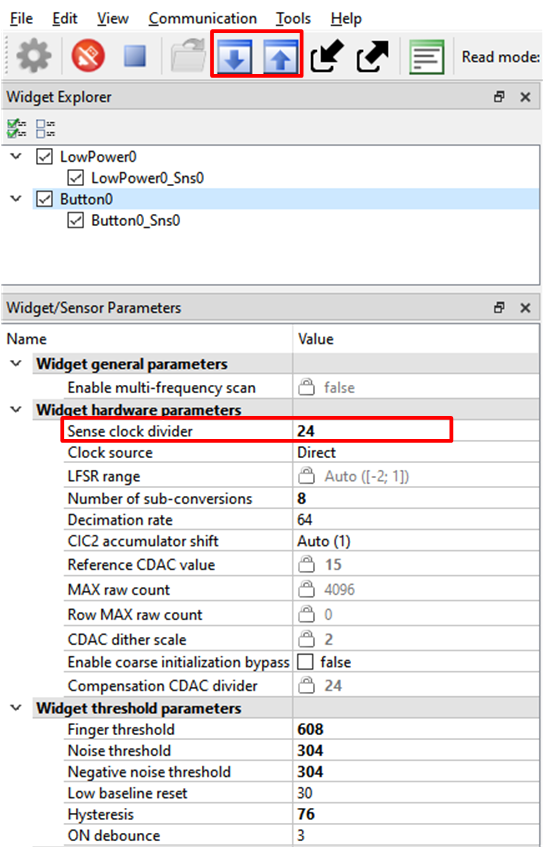 File Edit View Communication Tools Help
Read mode:
Widget Explorer
LowPower0
LowPower0_Sns0
Button0
Button0_Sns0
Widget/Sensor Parameters
Name Value
Widget general parameters
Enable multi-frequency scan false
Widget hardware parameters
Sense clock divider 24
Clock source Direct
LFSR range Auto ([-2; 1])
Number of sub-conversions 8
Decimation rate 64
CIC2 accumulator shift Auto (1)
Reference CDAC value 15
MAX raw count 4096
Row MAX raw count 0
CDAC dither scale 2
Enable coarse initialization bypass false
Compensation CDAC divider 24
Widget threshold parameters
Finger threshold 608
Noise threshold 304
Negative noise threshold 304
Low baseline reset 30
Hysteresis 76
ON debounce 3